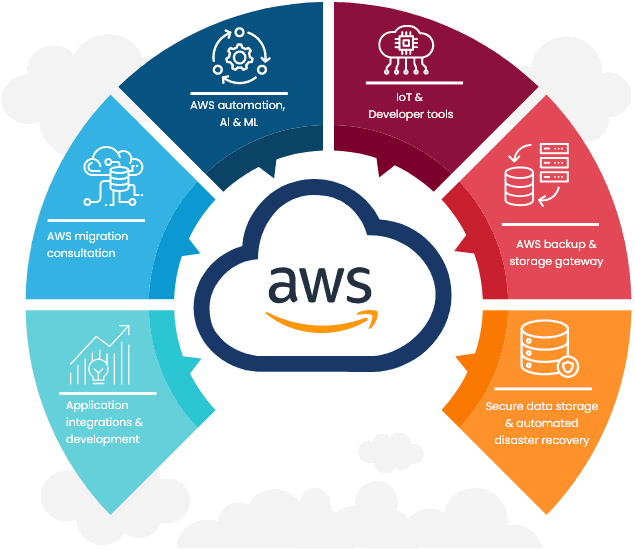 AWS automation,
AI & ML
IoT &
Developer tools
AWS migration
consultation
AWS backup &
storage gateway
aws
Application
integrations &
development
Secure data storage
& automated
disaster recovery